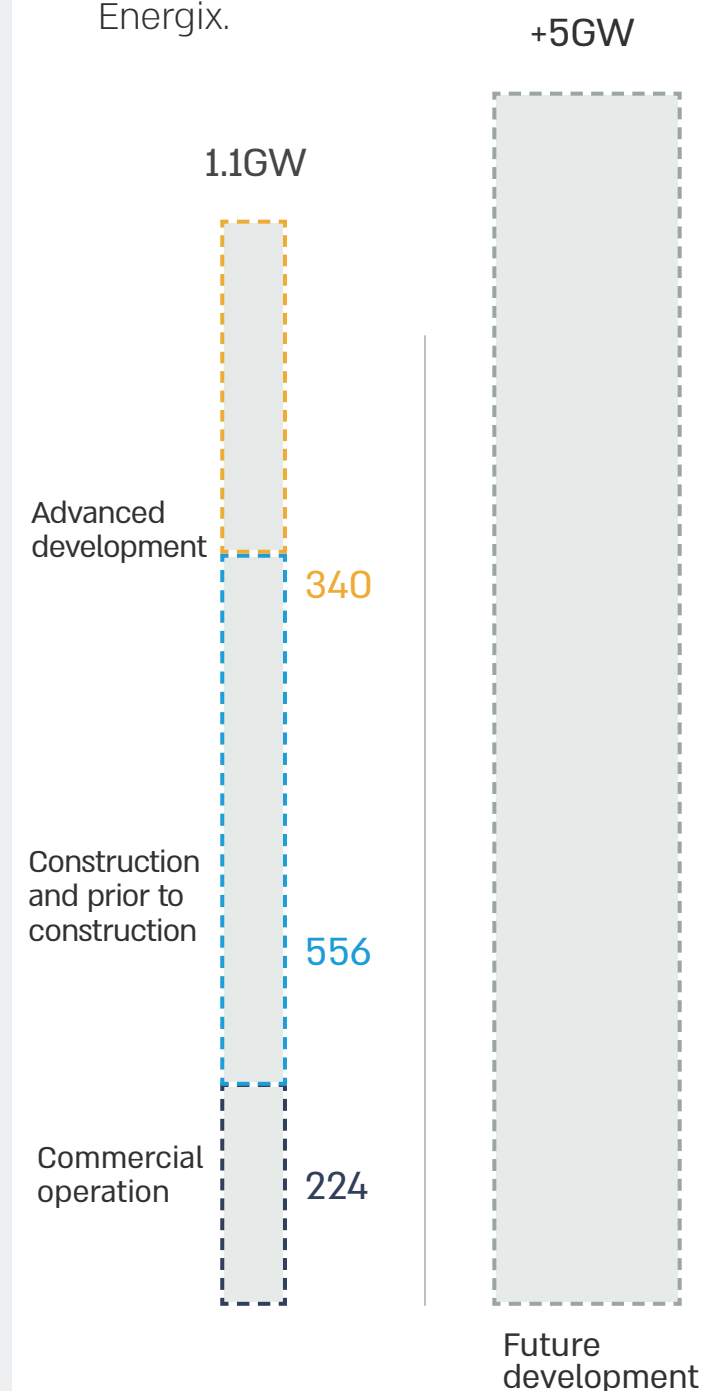 Energix.
+5GW
1.1GW
Advanced
development
340
Construction
and prior to
construction
556
Commercial
operation
224
Future
development